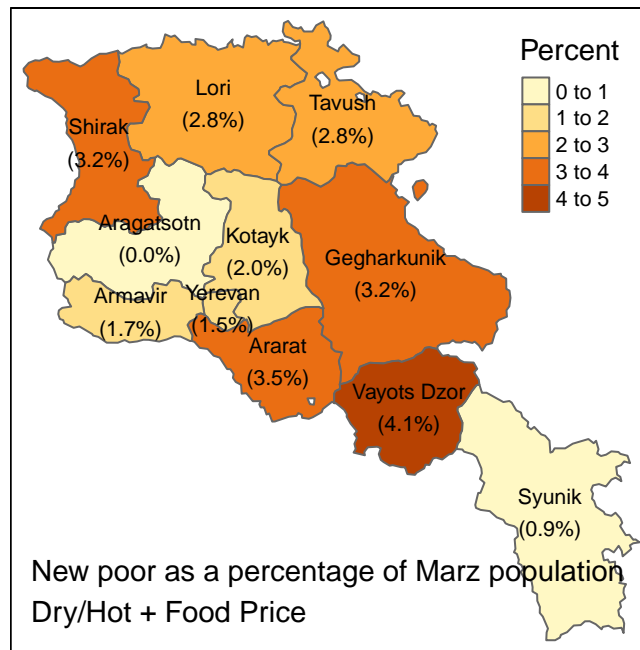 Percent
0 to 1
1 to 2
2 to 3
3 to 4
4 to 5
Lori
(2.8%)
Tavush
(2.8%)
Shirak
(3.2%)
Aragatsotn
(0.0%)
Kotayk
(2.0%)
Gegharkunik
(3.2%)
Armavir
(1.7%)
Yerevan
(1.5%)
Ararat
(3.5%)
Vayots Dzor
(4.1%)
Syunik
(0.9%)
New poor as a percentage of Marz population
Dry/Hot + Food Price